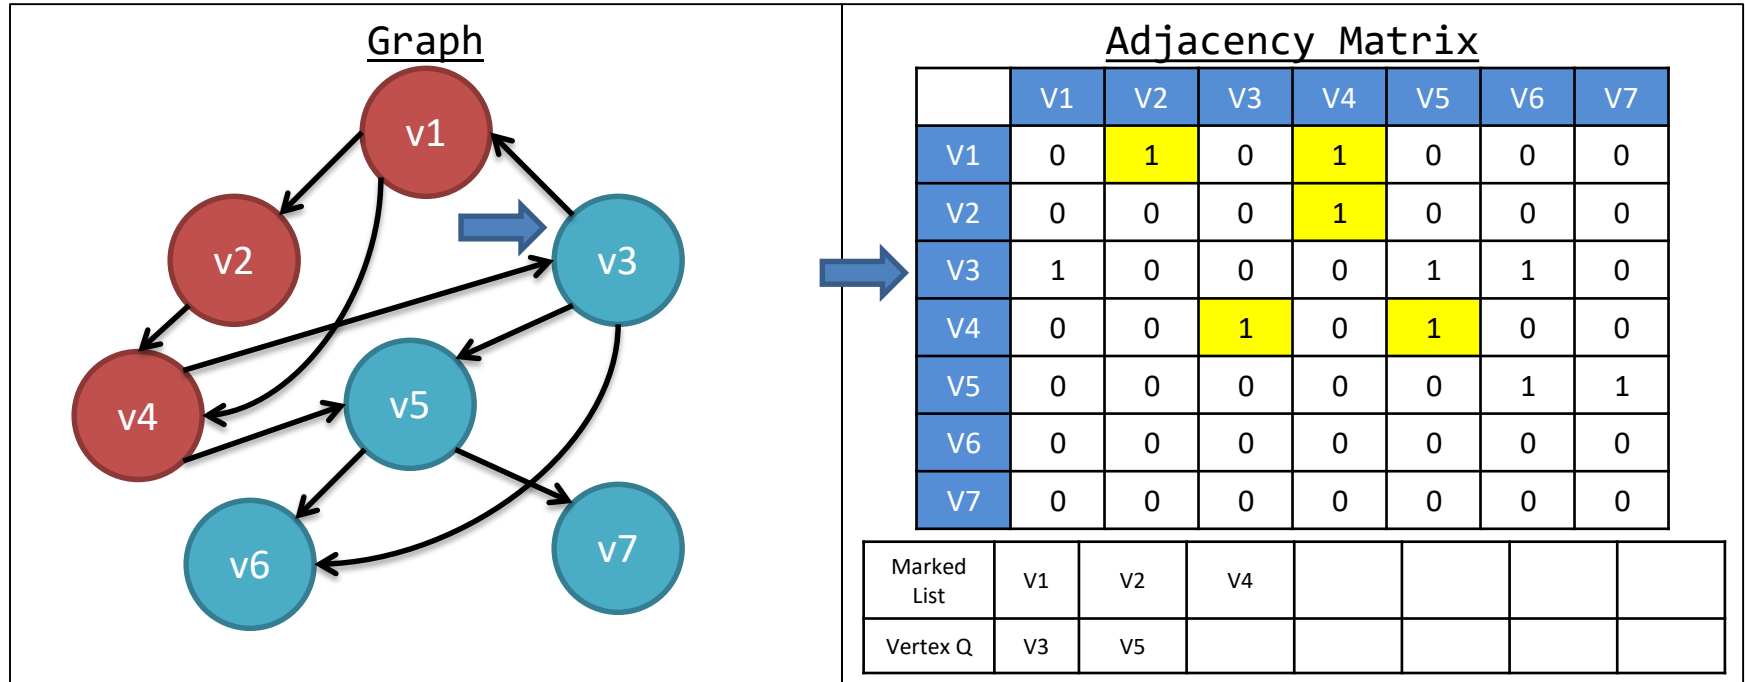 Graph
v1
v2
v3
v4
v5
v6
v7
Adjacency Matrix
V1 V2 V3 V4 V5 V6 V7
V1 0 1 0 1 0 0 0
V2 0 0 0 1 0 0 0
V3 1 0 0 0 1 1 0
V4 0 0 1 0 1 0 0
V5 0 0 0 0 0 1 1
V6 0 0 0 0 0 0 0
V7 0 0 0 0 0 0 0
Marked
List V1 V2 V4
Vertex Q V3 V5